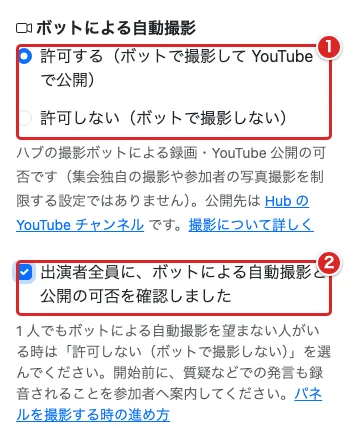 ボットによる自動撮影
1
許可する（ボットで撮影して YouTube
で公開）
許可しない（ボットで撮影しない）
ハブの撮影ボットによる録画・YouTube 公開の可
否です（集会独自の撮影や参加者の写真撮影を制
限する設定ではありません）。公開先は Hub の
YouTube チャンネル です。撮影について詳しく
2
出演者全員に、ボットによる自動撮影と
公開の可否を確認しました
1 人でもボットによる自動撮影を望まない人がい
る時は「許可しない（ボットで撮影しない）」を選
んでください。開始前に、質疑などでの発言も録
音されることを参加者へ案内してください。パネ
ルを撮影する時の進め方